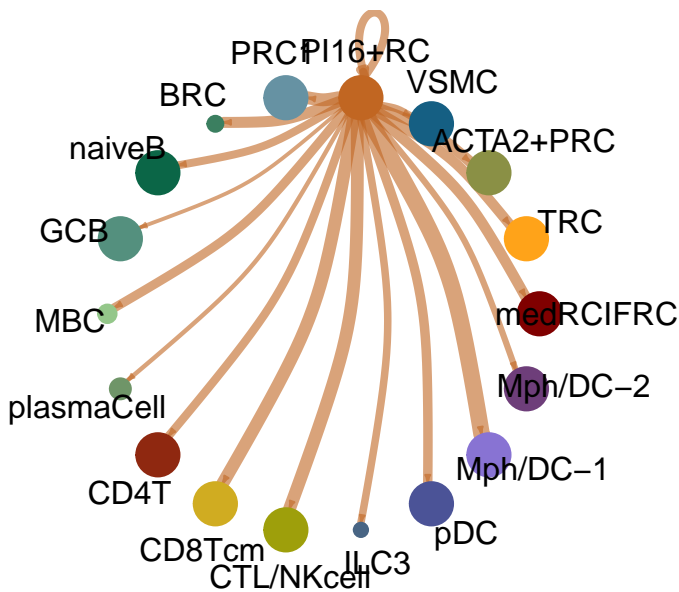 PRC1
PI16+RC
VSMC
BRC
ACTA2+PRC
naiveB
GCB
TRC
MBC
medRCIFRC
Mph/DC−2
plasmaCell
Mph/DC−1
CD4T
pDC
CD8Tcm
ILC3
CTL/NKcell